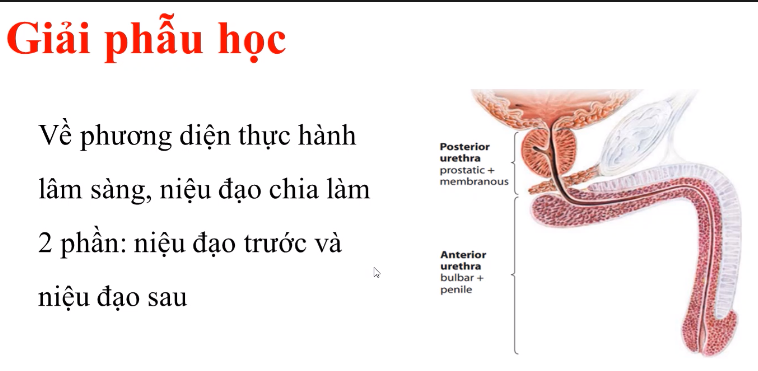 Giải phẫu học
Về phương diện thực hành
lâm sàng, niệu đạo chia làm
2 phần: niệu đạo trước và
niệu đạo sau
Posterior
urethra
prostatic +
membranous
Anterior
urethra
bulbar +
penile